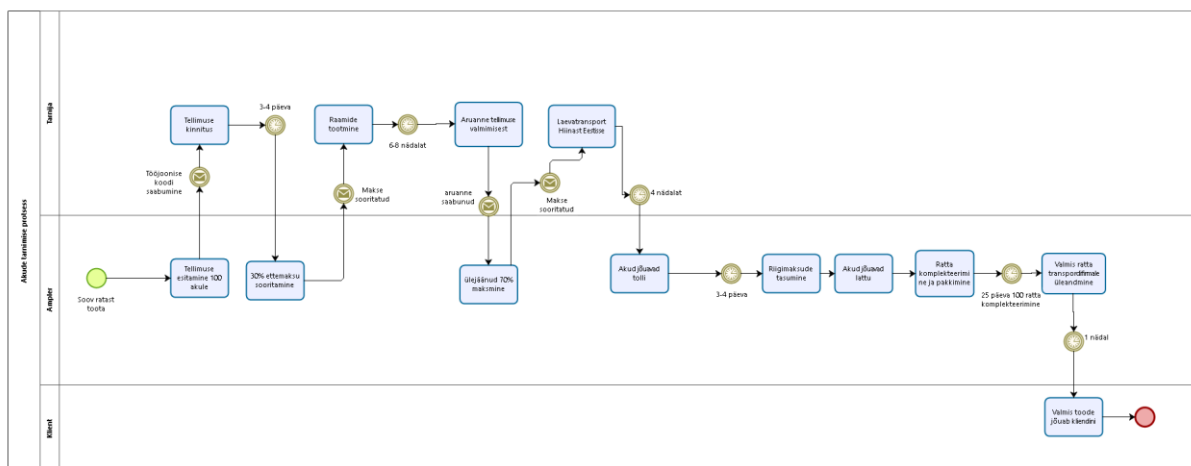 Akude tarnimise protsess
Tarnija
Tellimuse
kinnitus
3-4 päeva
Raamide
tootmine
6-8 nädalat
Aruanne tellimuse
valmimisest
Laevatransport
Hiinast Eestisse
Tööjoonise
koodi
saabumine
Makse
sooritatud
aruanne
saabunud
Makse
sooritatud
4 nädalat
Ampler
Soov ratast
toota
Tellimuse
esitamine 100
akule
30% ettemaksu
sooritamine
ülejäänud 70%
maksmine
Akud jõuavad
tolli
3-4 päeva
Riigimaksude
tasumine
Akud jõuavad
lattu
Ratta
komplekteerimi
ne ja pakkimine
25 päeva 100 ratta
komplekteerimine
Valmis ratta
transpordifirmale
üleandmine
1 nädal
Klient
Valmis toode
jõuab kliendini